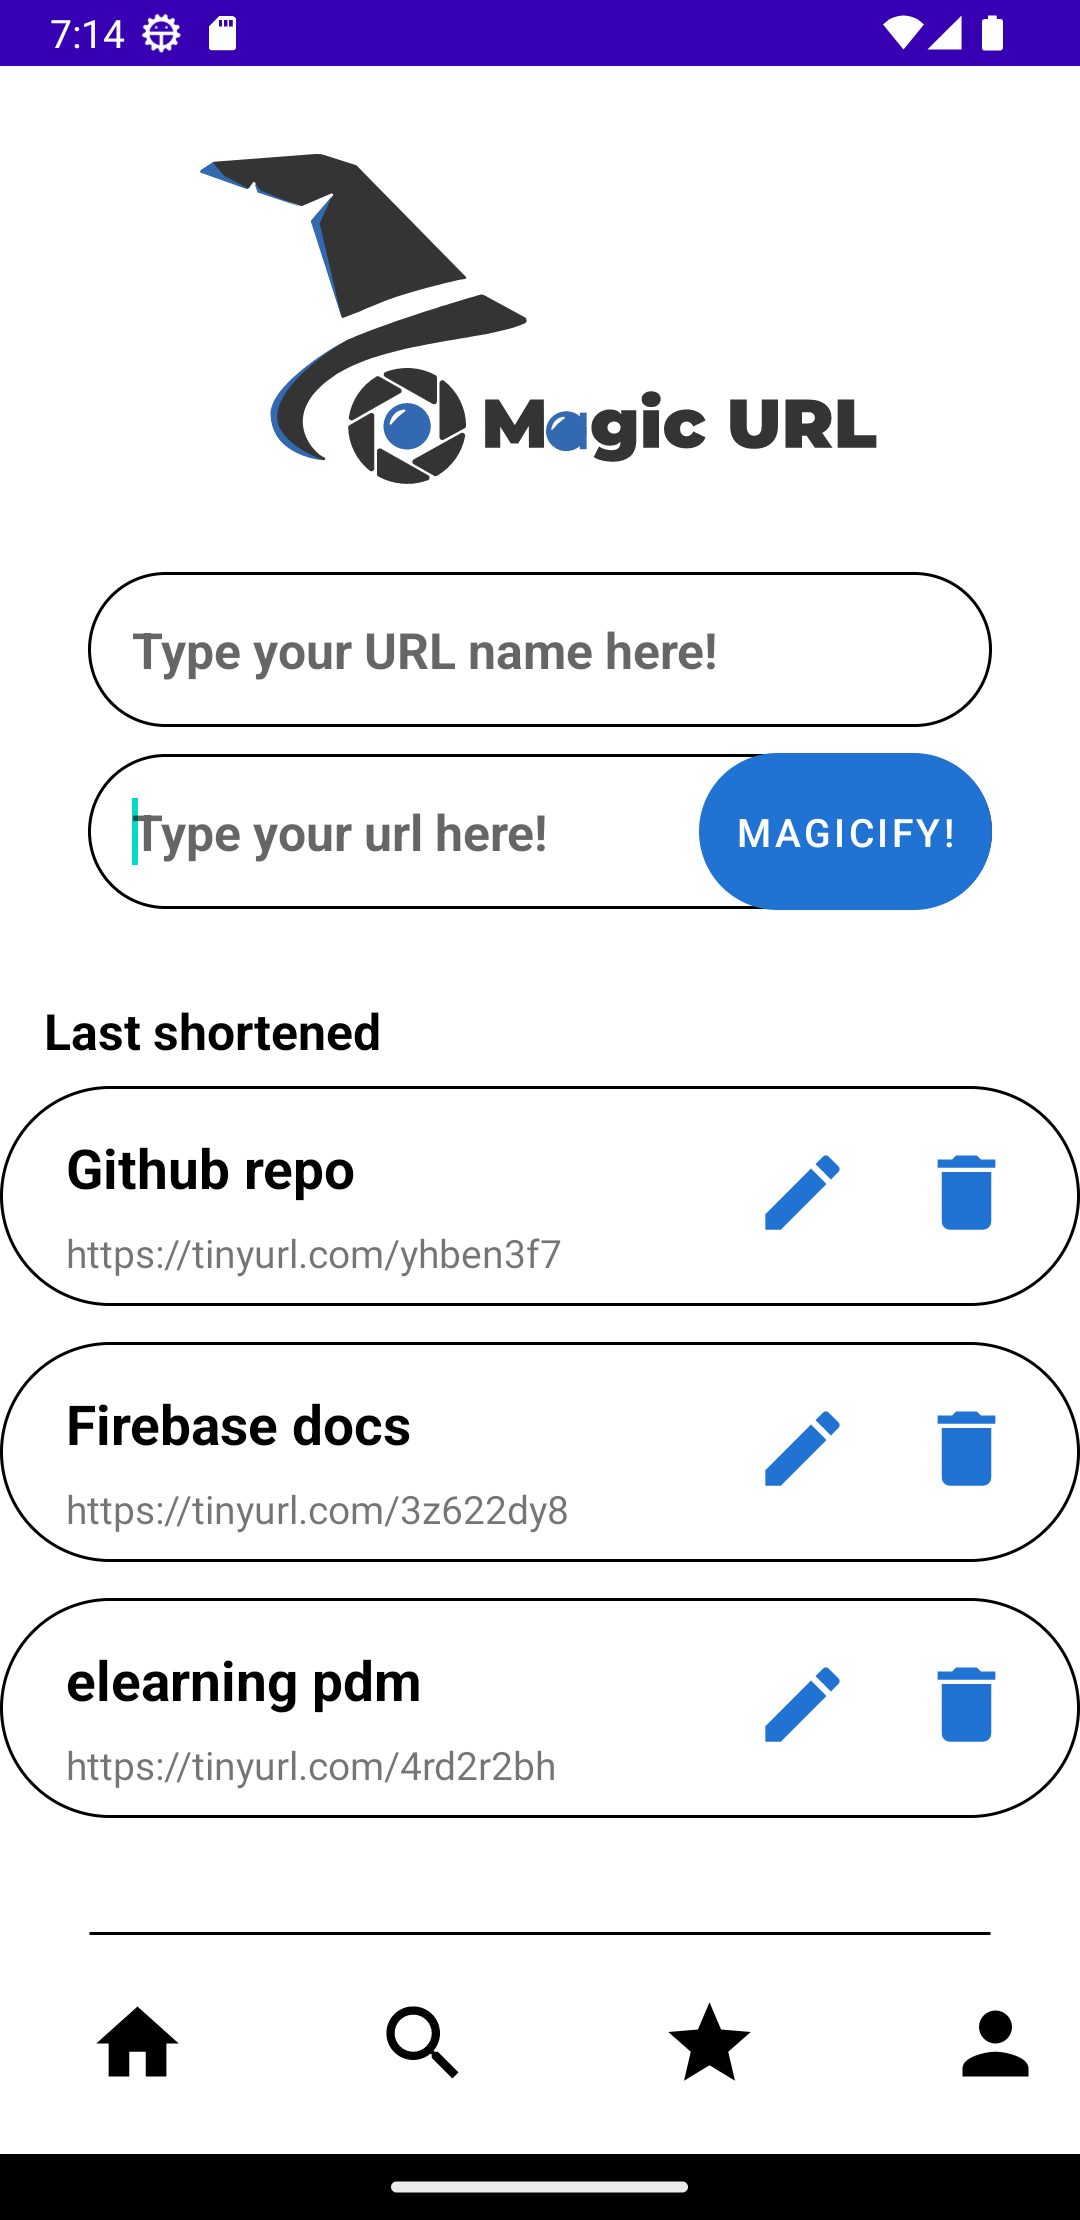 7:14
Magic URL
Type your URL name here!
Type your url here!
MAGICIFY!
Last shortened
Github repo
https://tinyurl.com/yhben3f7
Firebase docs
https://tinyurl.com/3z622dy8
elearning pdm
https://tinyurl.com/4rd2r2bh